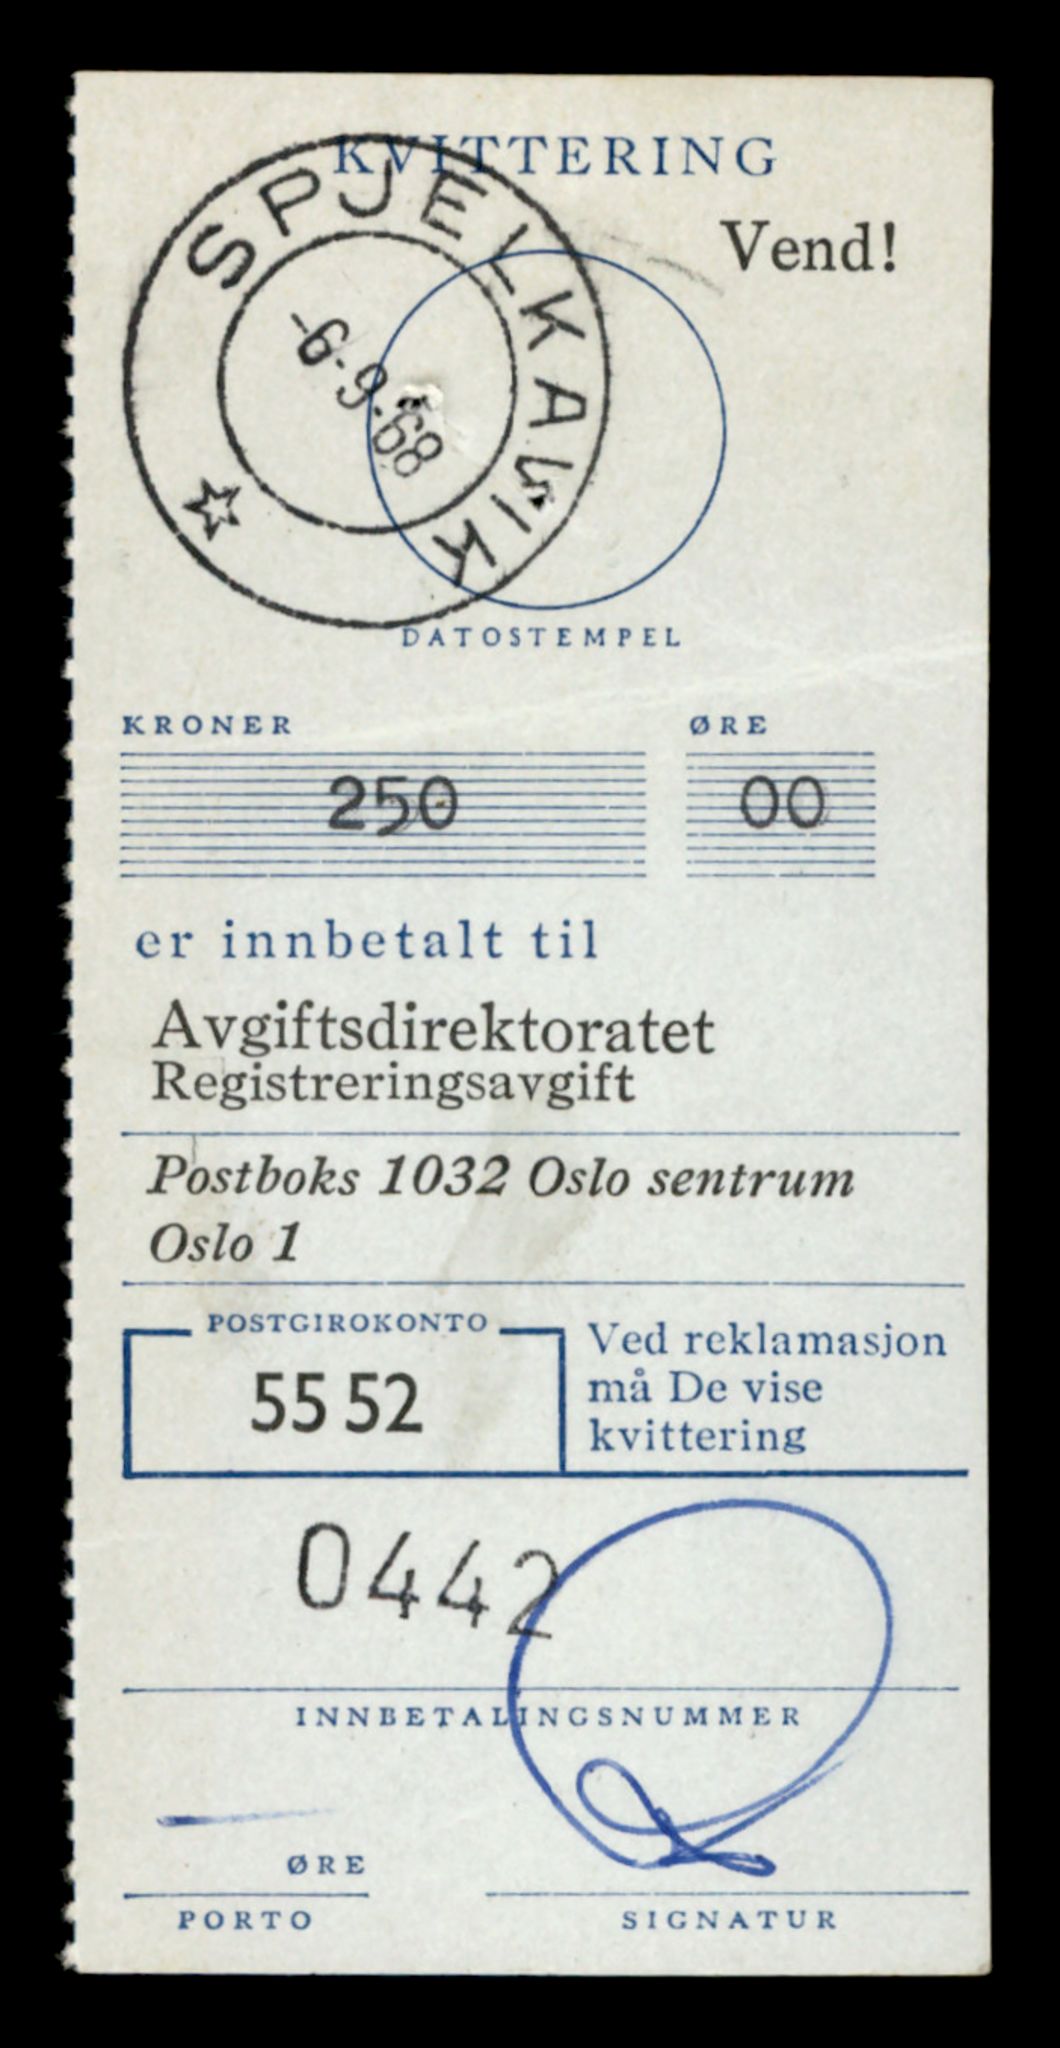 KVITTERING
Vend!
SPJELKAVIK
-6-9-68
DATOSTEMPEL
KRONER ØRE
250 00
er innbetalt til
Avgiftsdirektoratet
Registreringsavgift
Postboks 1032 Oslo sentrum
Oslo 1
POSTGIROKONTO
55 52
Ved reklamasjon
må De vise
kvittering
0442
INNBETALINGSNUMMER
ØRE
PORTO
SIGNATUR